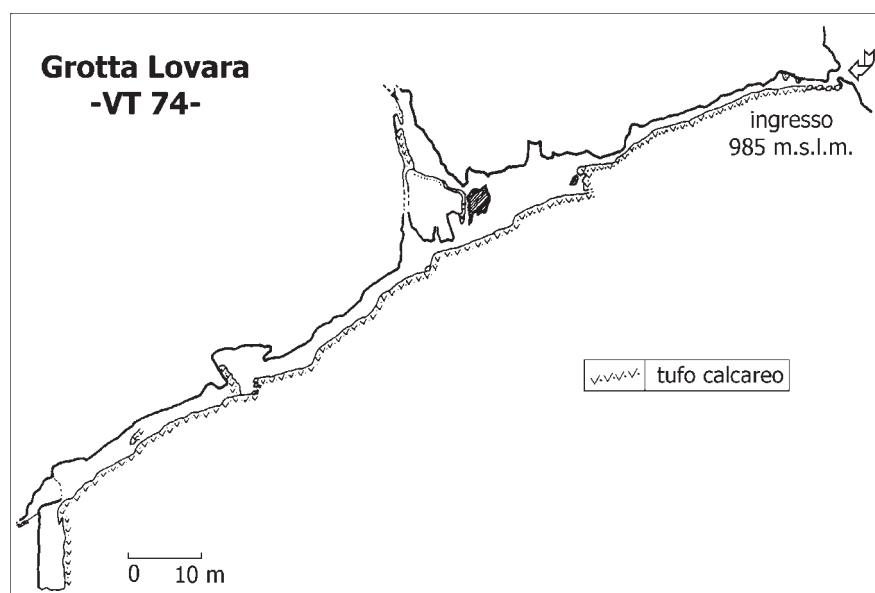 Grotta Lovara
-VT 74-
ingresso
985 m.s.l.m.
tufo calcareo
0 10 m